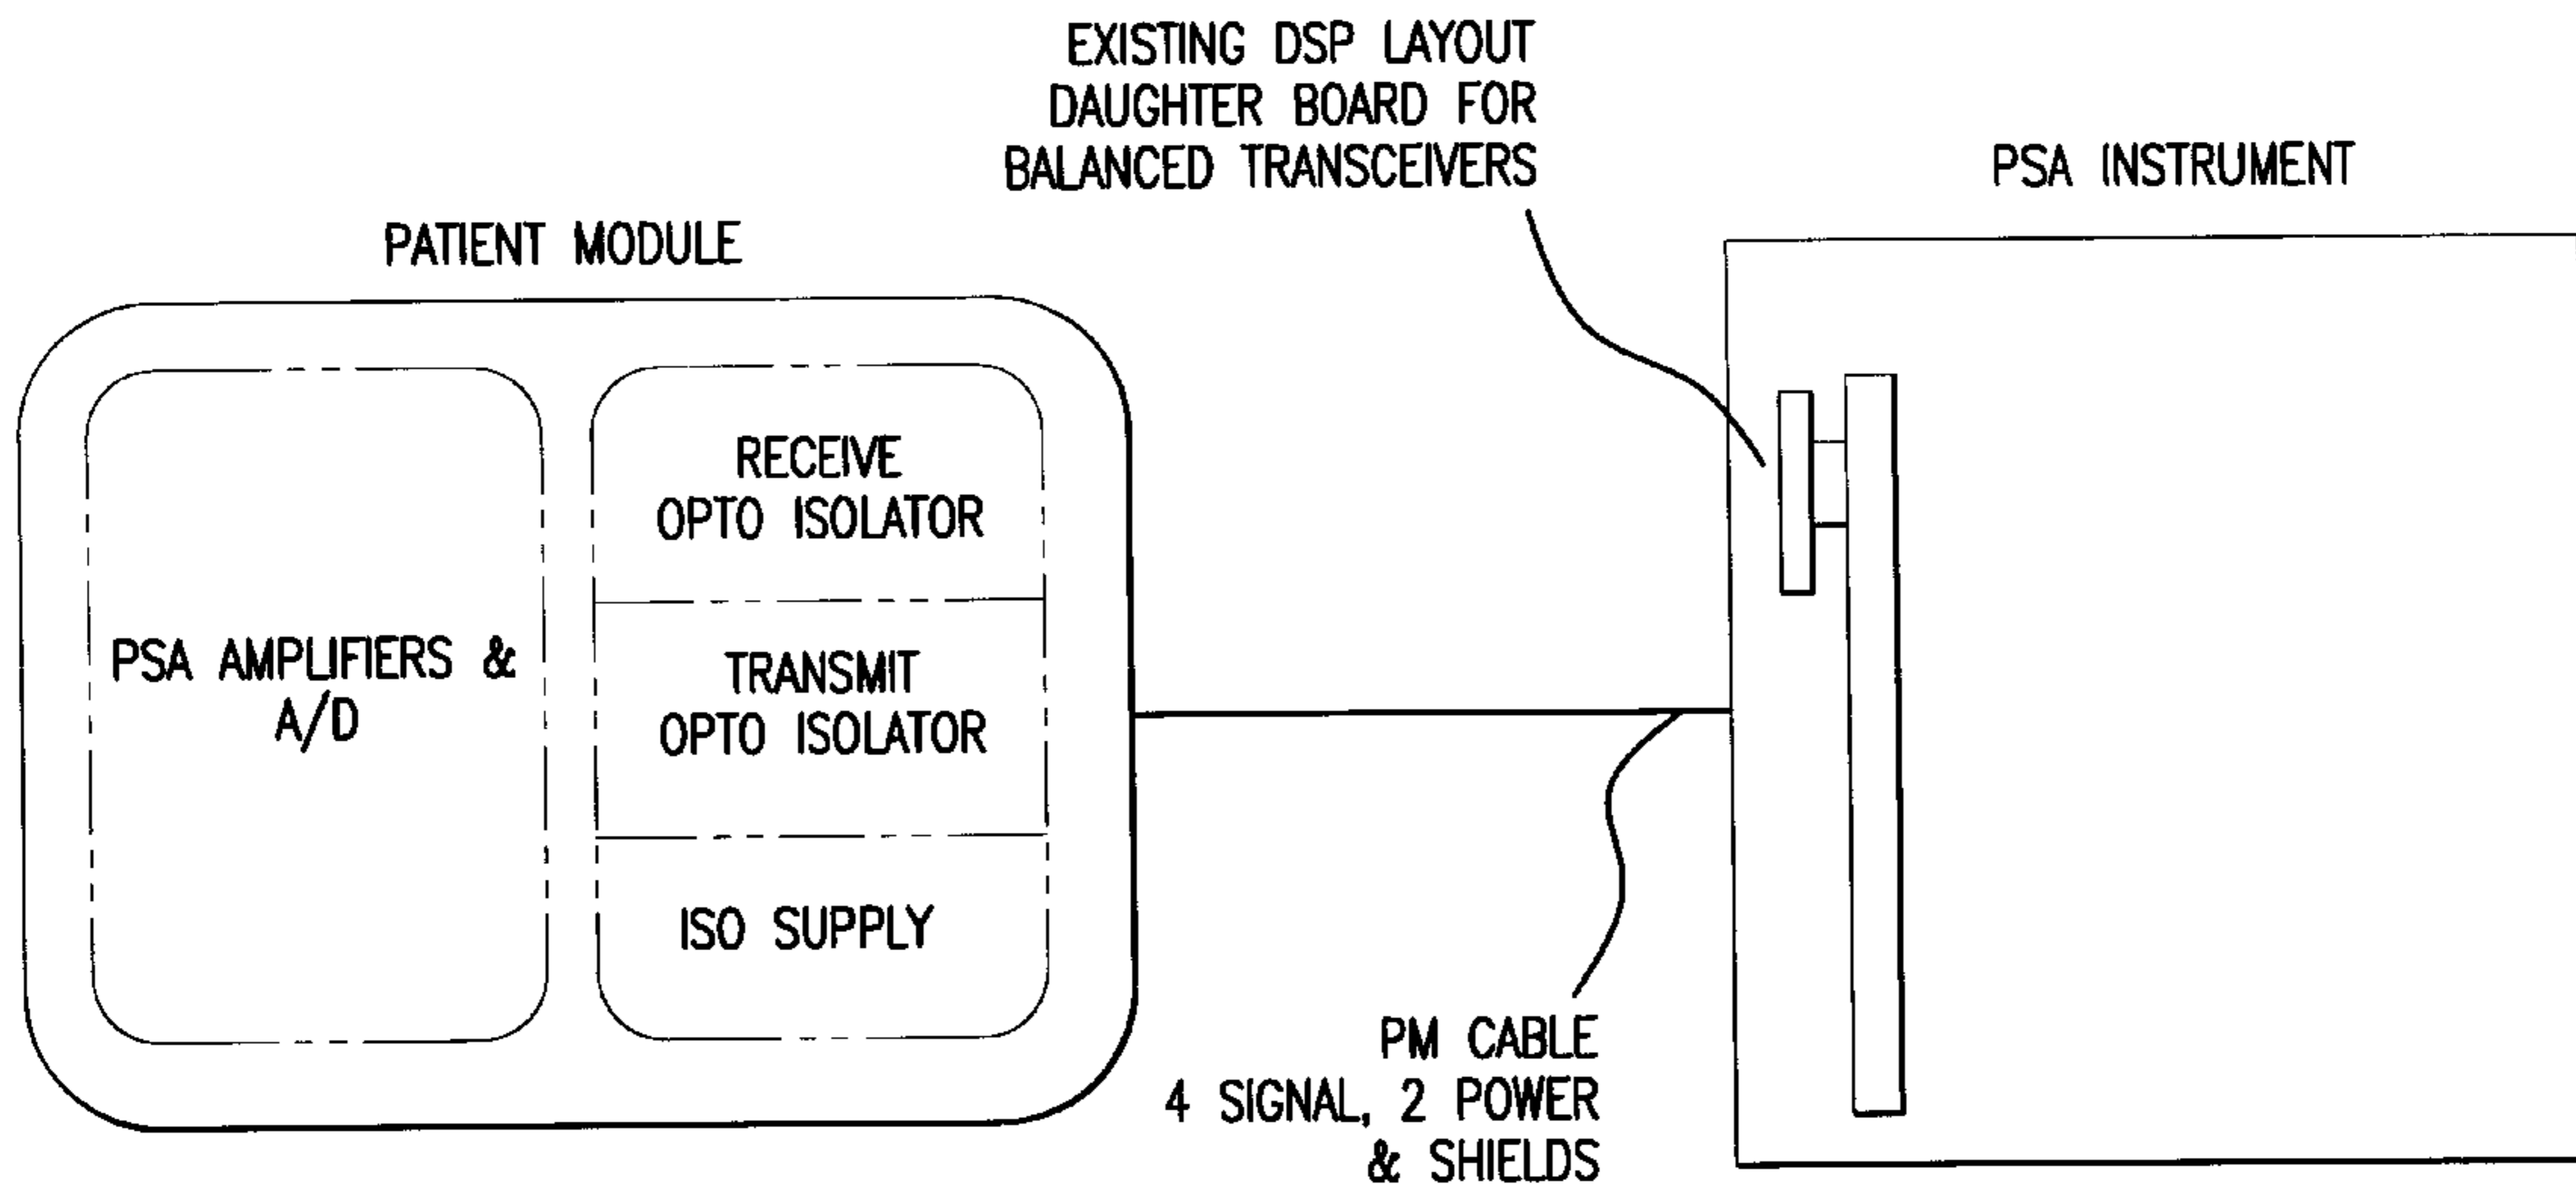 EXISTING DSP LAYOUT
DAUGHTER BOARD FOR
BALANCED TRANSCEIVERS
PSA INSTRUMENT
PATIENT MODULE
RECEIVE
OPTO ISOLATOR
PSA AMPLIFIERS &
A/D
TRANSMIT
OPTO ISOLATOR
ISO SUPPLY
PM CABLE
4 SIGNAL, 2 POWER
& SHIELDS